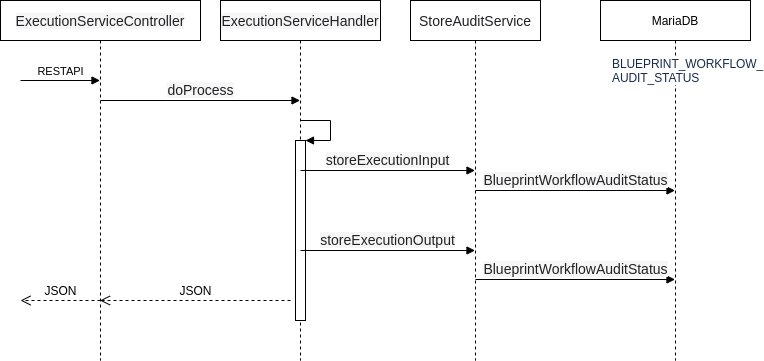 ExecutionServiceController
ExecutionServiceHandler
StoreAuditService
MariaDB
BLUEPRINT_WORKFLOW_
AUDIT_STATUS
RESTAPI
doProcess
storeExecutionInput
BlueprintWorkflowAuditStatus
storeExecutionOutput
BlueprintWorkflowAuditStatus
JSON
JSON